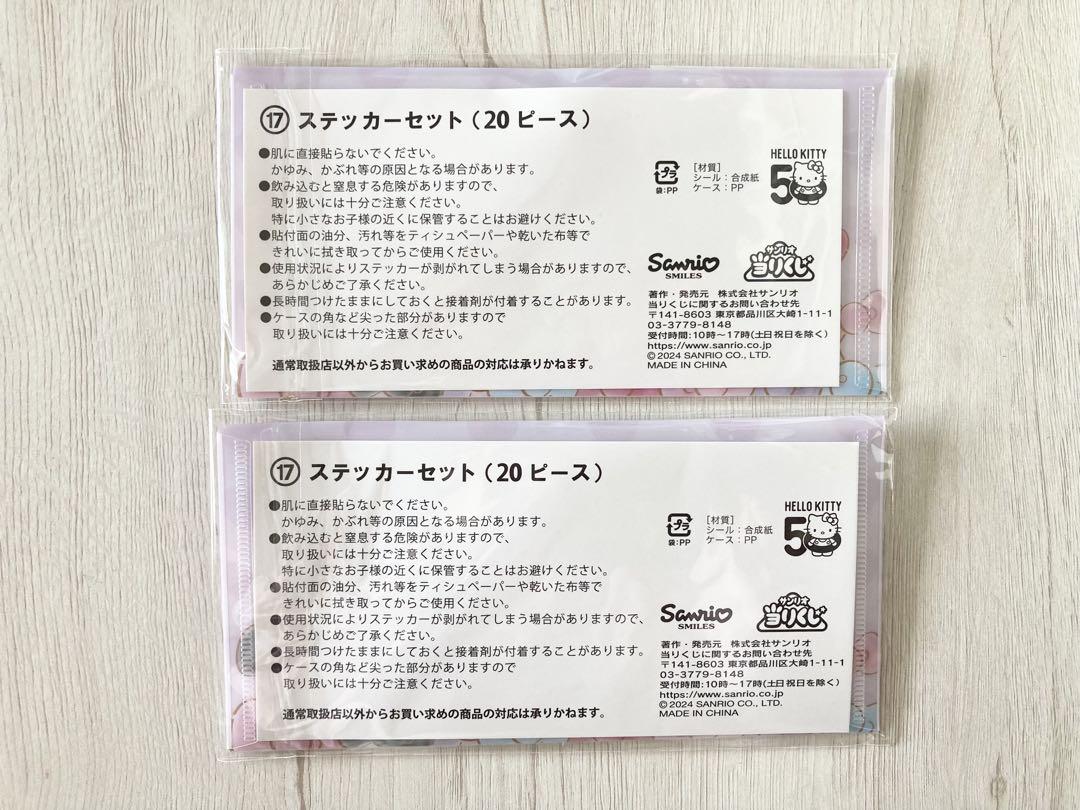 ⑰ ステッカーセット（20 ピース）
●肌に直接貼らないでください。
かゆみ、かぶれ等の原因となる場合があります。
●飲み込むと窒息する危険がありますので、
取り扱いには十分ご注意ください。
特に小さなお子様の近くに保管することはお避けください。
●貼付面の油分、汚れ等をティシュペーパーや乾いた布等で
きれいに拭き取ってからご使用ください。
●使用状況によりステッカーが剥がれてしまう場合がありますので、
あらかじめご了承ください。
●長時間つけたままにしておくと接着剤が付着することがあります。
●ケースの角など尖った部分がありますので
取り扱いには十分ご注意ください。
通常取扱店以外からお買い求めの商品の対応は承りかねます。
プラ
袋：PP
［材質］
シール：合成紙
ケース：PP
HELLO KITTY
50
Sanrio
SMILES
サンリオ
当りくじ
著作・発売元　株式会社サンリオ
当りくじに関するお問い合わせ先
〒141-8603 東京都品川区大崎1-11-1
03-3779-8148
受付時間：10時〜17時(土日祝日を除く)
https://www.sanrio.co.jp
©2024 SANRIO CO., LTD.
MADE IN CHINA
⑰ ステッカーセット（20 ピース）
●肌に直接貼らないでください。
かゆみ、かぶれ等の原因となる場合があります。
●飲み込むと窒息する危険がありますので、
取り扱いには十分ご注意ください。
特に小さなお子様の近くに保管することはお避けください。
●貼付面の油分、汚れ等をティシュペーパーや乾いた布等で
きれいに拭き取ってからご使用ください。
●使用状況によりステッカーが剥がれてしまう場合がありますので、
あらかじめご了承ください。
●長時間つけたままにしておくと接着剤が付着することがあります。
●ケースの角など尖った部分がありますので
取り扱いには十分ご注意ください。
通常取扱店以外からお買い求めの商品の対応は承りかねます。
プラ
袋：PP
［材質］
シール：合成紙
ケース：PP
HELLO KITTY
50
Sanrio
SMILES
サンリオ
当りくじ
著作・発売元　株式会社サンリオ
当りくじに関するお問い合わせ先
〒141-8603 東京都品川区大崎1-11-1
03-3779-8148
受付時間：10時〜17時(土日祝日を除く)
https://www.sanrio.co.jp
©2024 SANRIO CO., LTD.
MADE IN CHINA